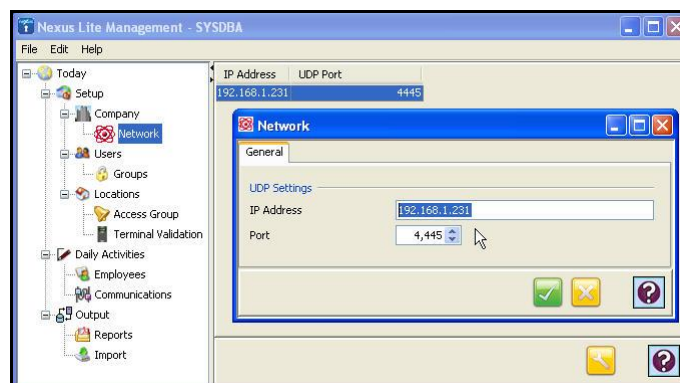 Nexus Lite Management - SYSDBA
File Edit Help
Today
Setup
Company
Network
Users
Groups
Locations
Access Group
Terminal Validation
Daily Activities
Employees
Communications
Output
Reports
Import
IP Address UDP Port
192.168.1.231 4445
Network
General
UDP Settings
IP Address 192.168.1.231
Port 4,445